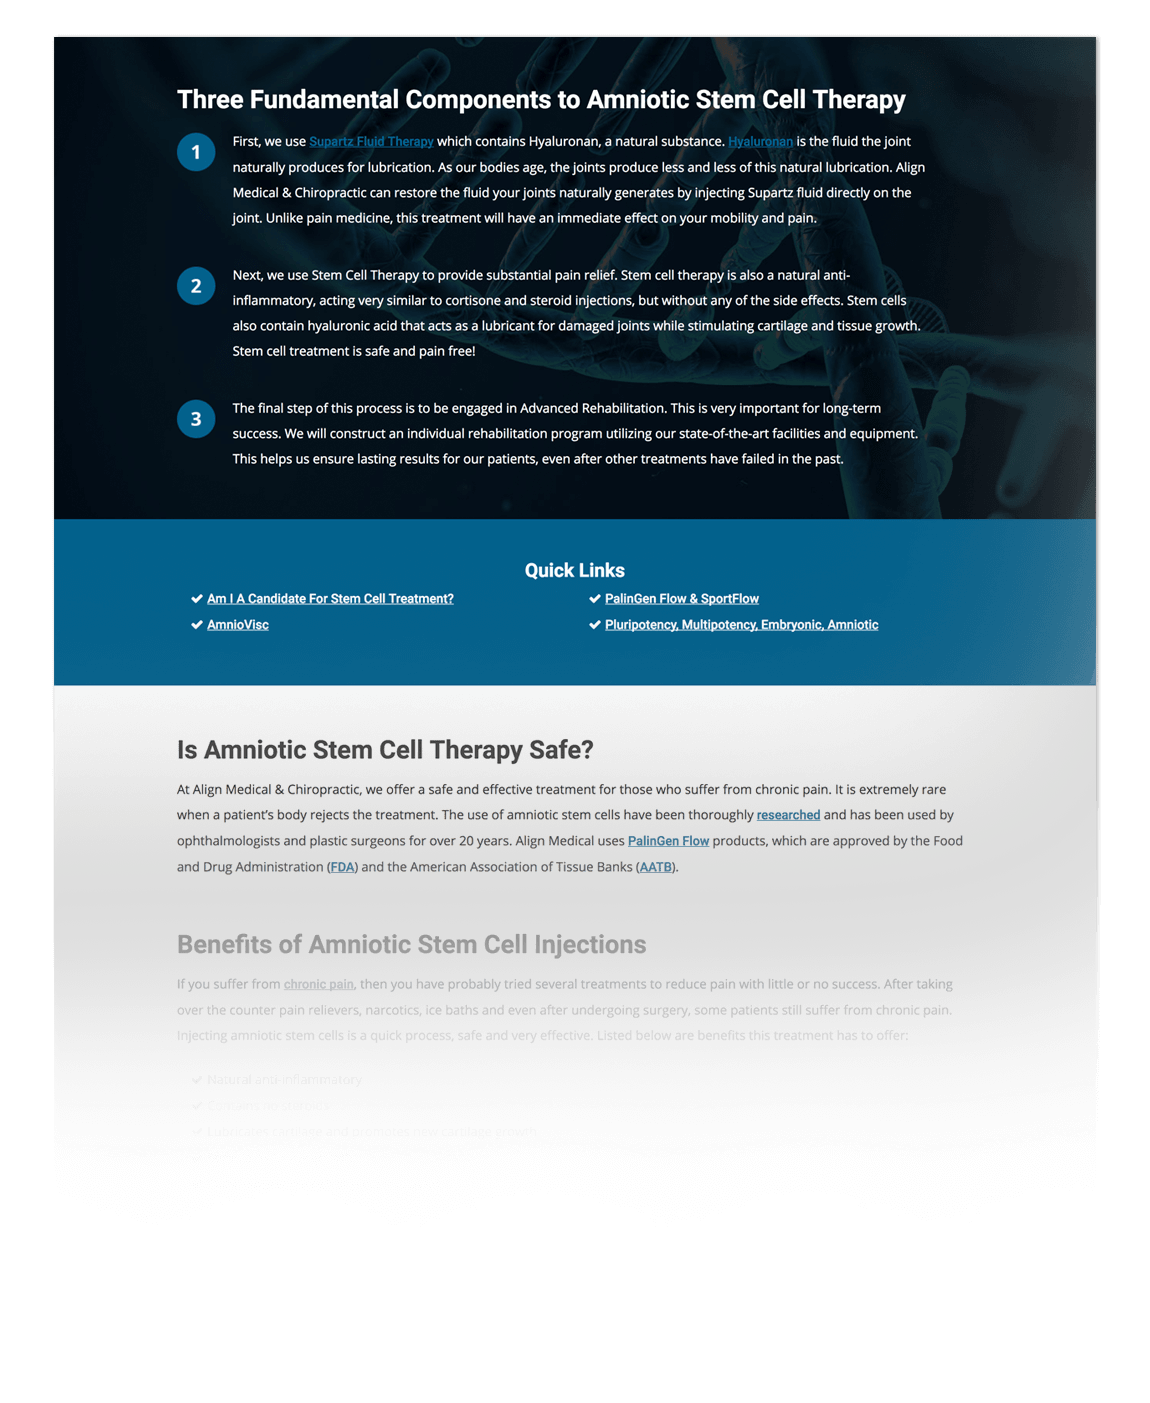 Three Fundamental Components to Amniotic Stem Cell Therapy
1
First, we use Supartz Fluid Therapy which contains Hyaluronan, a natural substance. Hyaluronan is the fluid the joint
naturally produces for lubrication. As our bodies age, the joints produce less and less of this natural lubrication. Align
Medical & Chiropractic can restore the fluid your joints naturally generates by injecting Supartz fluid directly on the
joint. Unlike pain medicine, this treatment will have an immediate effect on your mobility and pain.
2
Next, we use Stem Cell Therapy to provide substantial pain relief. Stem cell therapy is also a natural anti-
inflammatory, acting very similar to cortisone and steroid injections, but without any of the side effects. Stem cells
also contain hyaluronic acid that acts as a lubricant for damaged joints while stimulating cartilage and tissue growth.
Stem cell treatment is safe and pain free!
3
The final step of this process is to be engaged in Advanced Rehabilitation. This is very important for long-term
success. We will construct an individual rehabilitation program utilizing our state-of-the-art facilities and equipment.
This helps us ensure lasting results for our patients, even after other treatments have failed in the past.
Quick Links
Am I A Candidate For Stem Cell Treatment?
AmnioVisc
PalinGen Flow & SportFlow
Pluripotency, Multipotency, Embryonic, Amniotic
Is Amniotic Stem Cell Therapy Safe?
At Align Medical & Chiropractic, we offer a safe and effective treatment for those who suffer from chronic pain. It is extremely rare
when a patient's body rejects the treatment. The use of amniotic stem cells have been thoroughly researched and has been used by
ophthalmologists and plastic surgeons for over 20 years. Align Medical uses PalinGen Flow products, which are approved by the Food
and Drug Administration (FDA) and the American Association of Tissue Banks (AATB).
Benefits of Amniotic Stem Cell Injections
If you suffer from chronic pain, then you have probably tried several treatments to reduce pain with little or no success. After taking
over the counter pain relievers, narcotics, ice baths and even after undergoing surgery, some patients still suffer from chronic pain.
Injecting amniotic stem cells is a quick process, safe and very effective. Listed below are benefits this treatment has to offer:
Natural anti-inflammatory